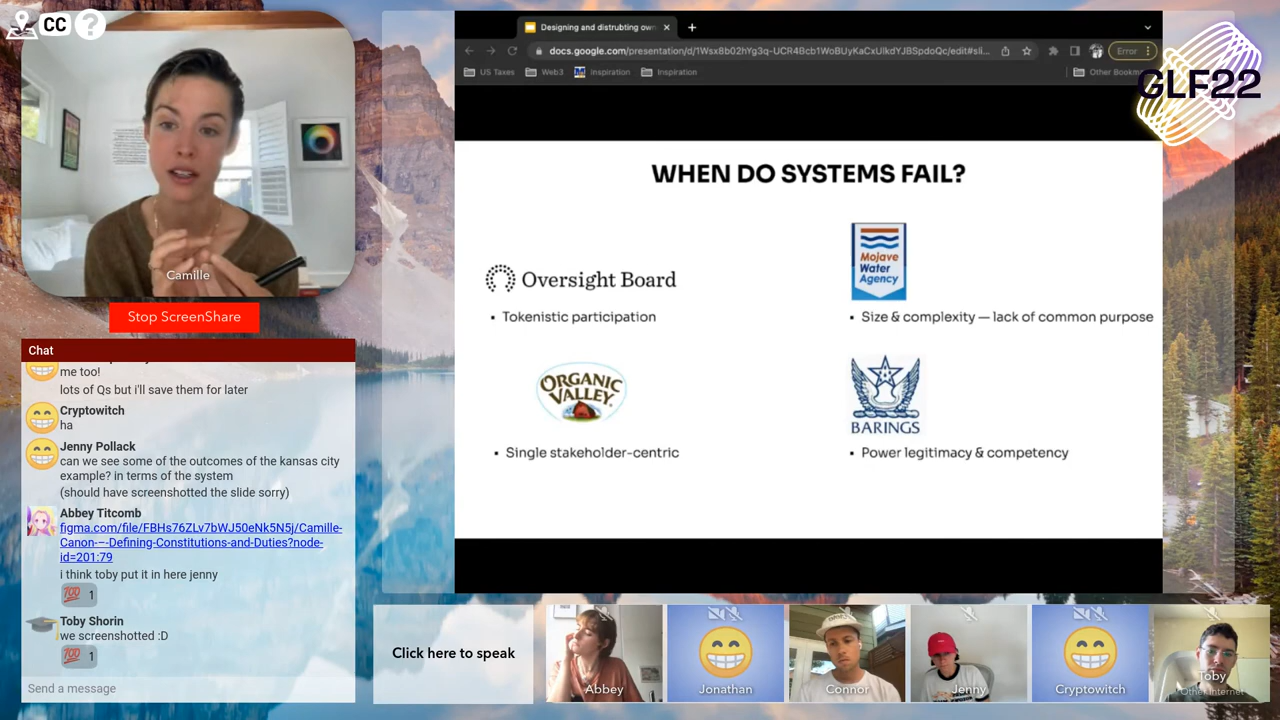 CC
?
Camille
Stop ScreenShare
Chat
me too!
lots of Qs but i'll save them for later
Cryptowitch
ha
Jenny Pollack
can we see some of the outcomes of the kansas city
example? in terms of the system
(should have screenshotted the slide sorry)
Abbey Titcomb
figma.com/file/FBHs76ZLv7bWJ50eNk5N5j/Camille-
Canon-–-Defining-Constitutions-and-Duties?node-
id=201:79
i think toby put it in here jenny
100 1
Toby Shorin
we screenshotted :D
100 1
Send a message
Designing and distrubting own
docs.google.com/presentation/d/1Wsx8b02hYg3q-UCR4Bcb1WoBUyKaCxUlkdYJBSpdoQc/edit#sli...
Error
US Taxes
Web3
Inspiration
Inspiration
Other Bookm
GLF22
WHEN DO SYSTEMS FAIL?
Oversight Board
• Tokenistic participation
Mojave
Water
Agency
• Size & complexity — lack of common purpose
ORGANIC
VALLEY
• Single stakeholder-centric
BARINGS
• Power legitimacy & competency
Click here to speak
Abbey
Jonathan
Connor
Jenny
Cryptowitch
Toby
Other Internet